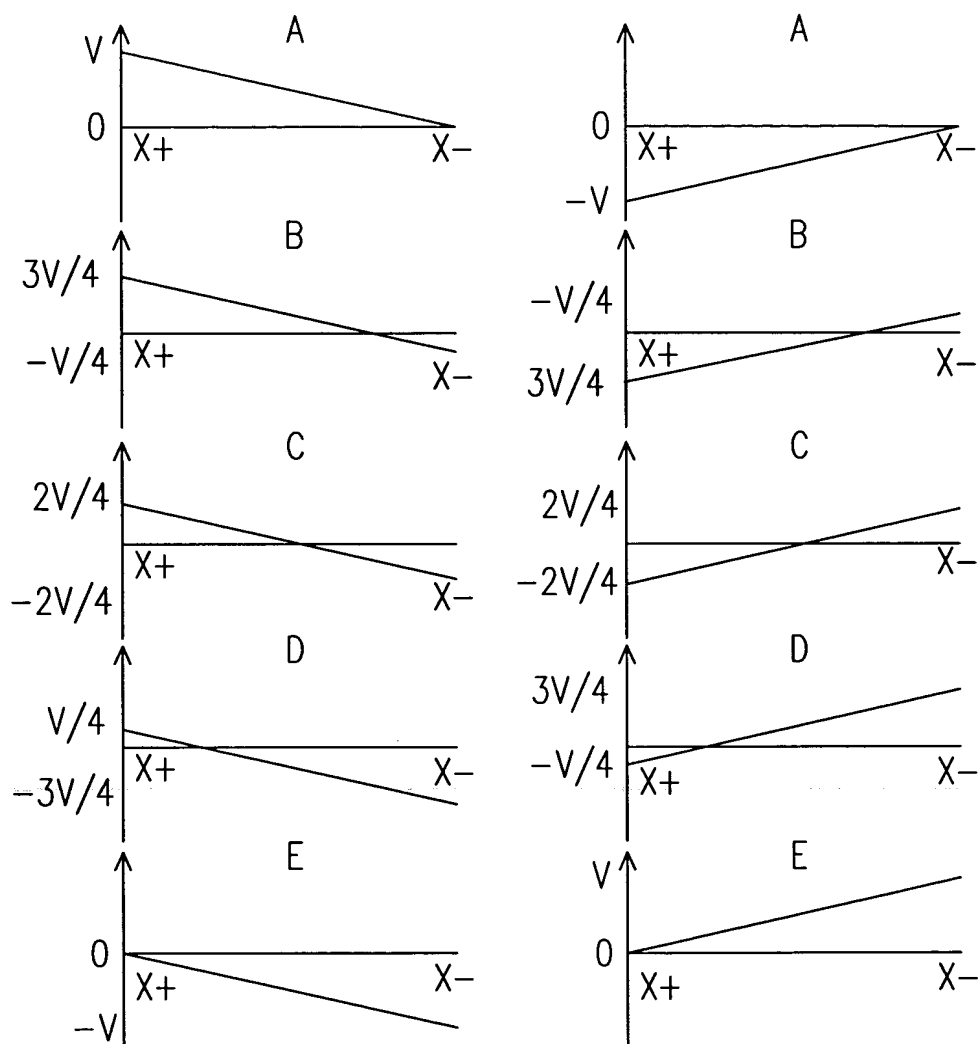 A
V
0
X+
X-
A
0
X+
X-
-V
B
3V/4
-V/4
X+
X-
B
-V/4
X+
X-
3V/4
C
2V/4
X+
-2V/4
X-
C
2V/4
-2V/4
X-
D
V/4
X+
X-
-3V/4
D
3V/4
-V/4
X+
X-
E
0
X+
X-
-V
E
V
0
X+
X-